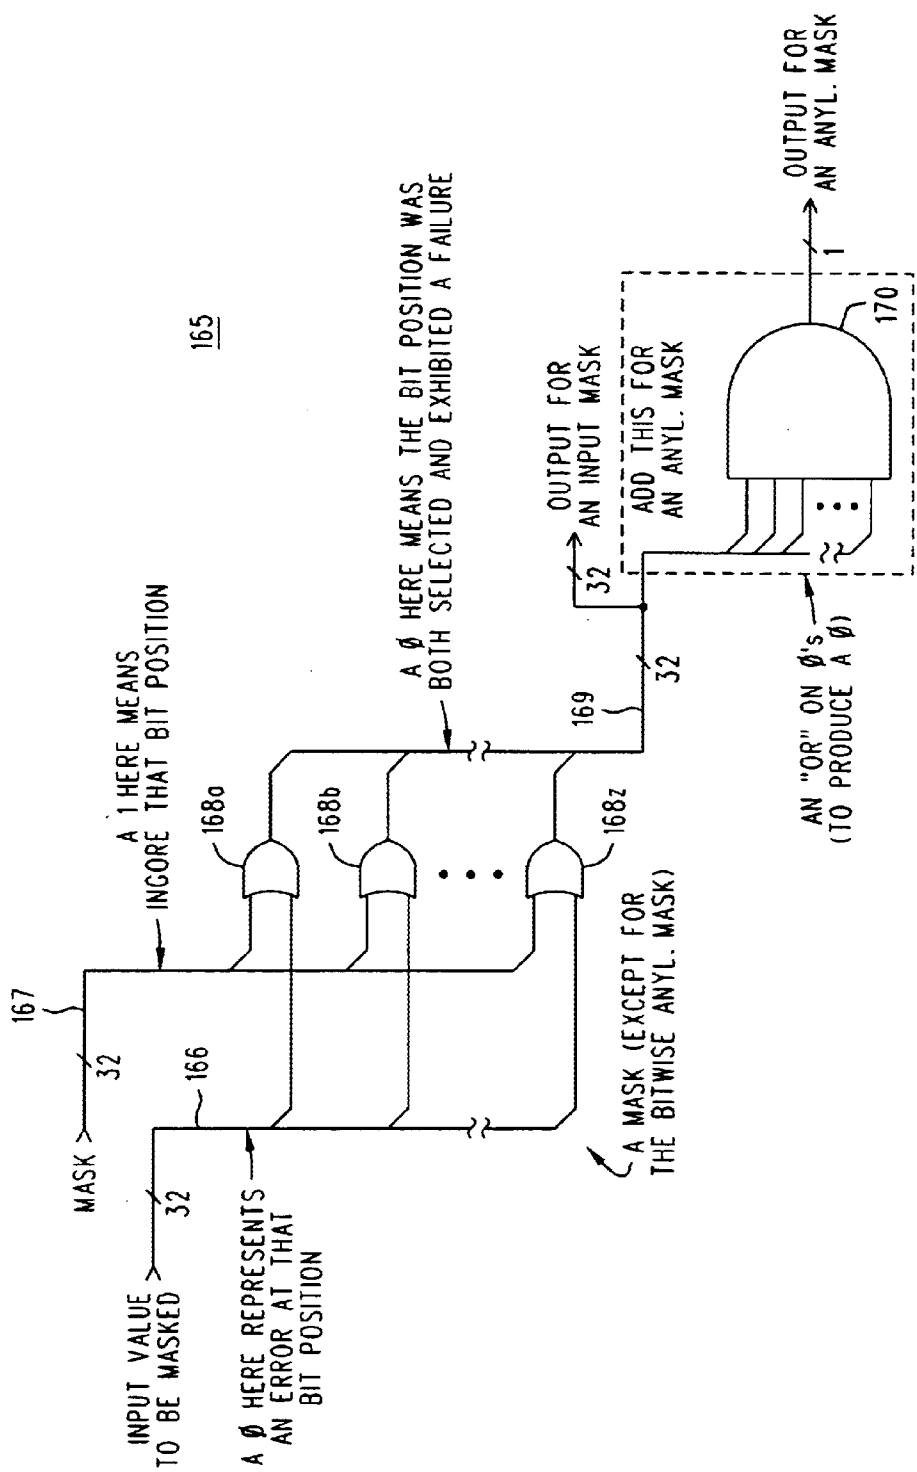 165
MASK
32
167
A 1 HERE MEANS
INGORE THAT BIT POSITION
INPUT VALUE
TO BE MASKED
32
166
A Ø HERE REPRESENTS
AN ERROR AT THAT
BIT POSITION
168a
168b
168z
A Ø HERE MEANS THE BIT POSITION WAS
BOTH SELECTED AND EXHIBITED A FAILURE
A MASK (EXCEPT FOR
THE BITWISE ANYL. MASK)
169
32
32
OUTPUT FOR
AN INPUT MASK
ADD THIS FOR
AN ANYL. MASK
170
1
OUTPUT FOR
AN ANYL. MASK
AN "OR" ON Ø's
(TO PRODUCE A Ø)